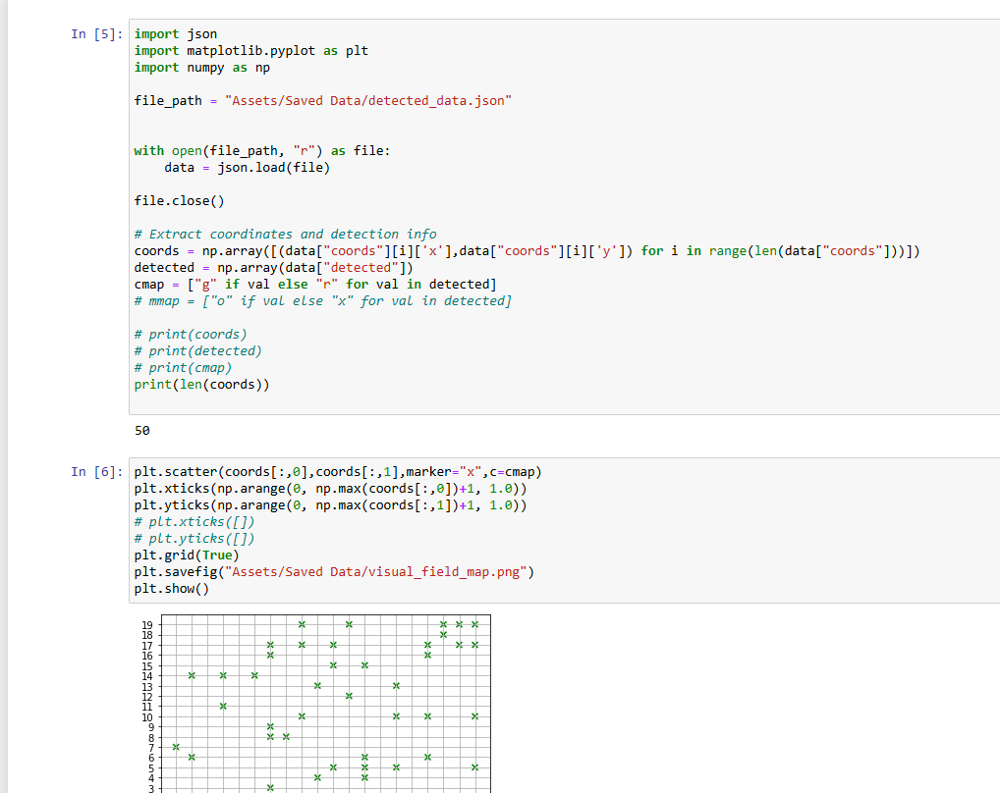 In [5]: import json
import matplotlib.pyplot as plt
import numpy as np
file_path = "Assets/Saved Data/detected_data.json"
with open(file_path, "r") as file:
    data = json.load(file)
file.close()
# Extract coordinates and detection info
coords = np.array([(data["coords"][i]['x'],data["coords"][i]['y']) for i in range(len(data["coords"]))])
detected = np.array(data["detected"])
cmap = ["g" if val else "r" for val in detected]
# mmap = ["o" if val else "x" for val in detected]
# print(coords)
# print(detected)
# print(cmap)
print(len(coords))
50
In [6]: plt.scatter(coords[:,0],coords[:,1],marker="x",c=cmap)
plt.xticks(np.arange(0, np.max(coords[:,0])+1, 1.0))
plt.yticks(np.arange(0, np.max(coords[:,1])+1, 1.0))
# plt.xticks([])
# plt.yticks([])
plt.grid(True)
plt.savefig("Assets/Saved Data/visual_field_map.png")
plt.show()
19
18
17
16
15
14
13
12
11
10
9
8
7
6
5
4
3